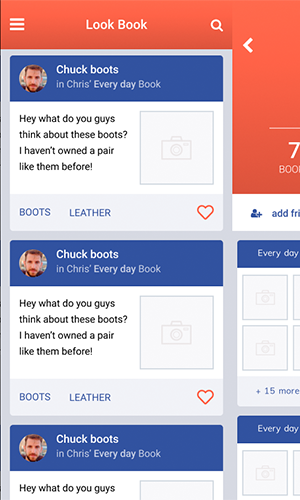 Look Book
Chuck boots
in Chris' Every day Book
Hey what do you guys
think about these boots?
I haven't owned a pair
like them before!
BOOTS LEATHER
Chuck boots
in Chris' Every day Book
Hey what do you guys
think about these boots?
I haven't owned a pair
like them before!
BOOTS LEATHER
Chuck boots
in Chris' Every day Book
Hey what do you guys
7
BOO
add fri
Every day
+ 15 more
Every day